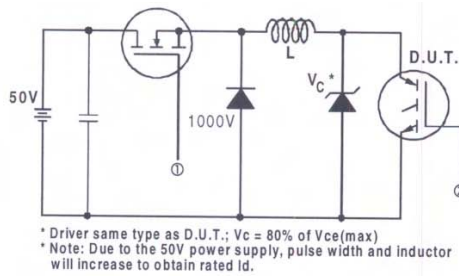 50V
1000V
L
VC*
D.U.T.
①
* Driver same type as D.U.T.; Vc = 80% of Vce(max)
* Note: Due to the 50V power supply, pulse width and inductor
will increase to obtain rated Id.